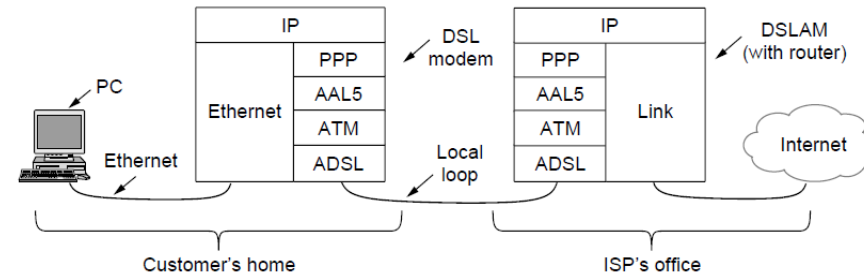 IP
PPP
AAL5
ATM
ADSL
Ethernet
DSL
modem
PC
Ethernet
Local
loop
IP
PPP
AAL5
ATM
ADSL
Link
DSLAM
(with router)
Internet
Customer's home
ISP's office